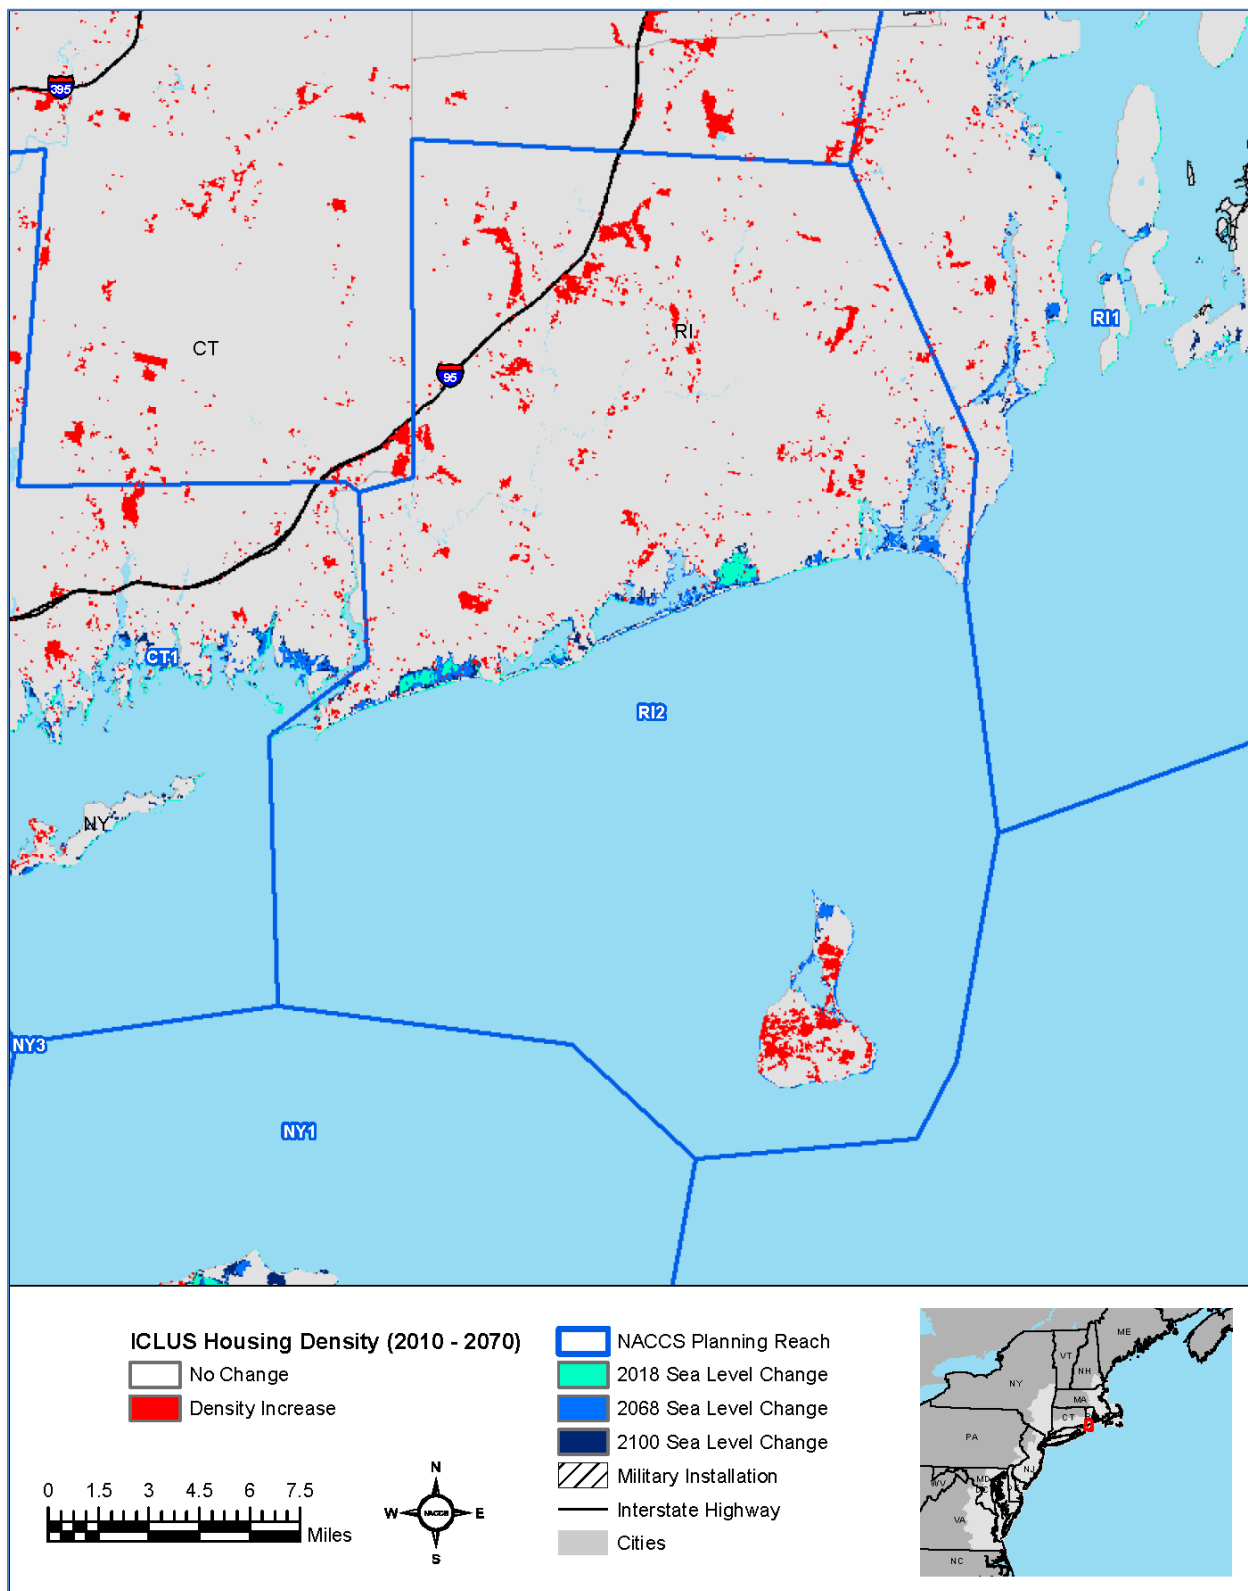 395
CT
RI
RI1
95
CT1
RI2
NY
NY3
NY1
ICLUS Housing Density (2010 - 2070)
No Change
Density Increase
NACCS Planning Reach
2018 Sea Level Change
2068 Sea Level Change
2100 Sea Level Change
Military Installation
Interstate Highway
Cities
0 1.5 3 4.5 6 7.5
Miles
N
W NACCS E
S
ME
VT
NH
NY
MA
CT
PA
NJ
MD
WV
VA
NC